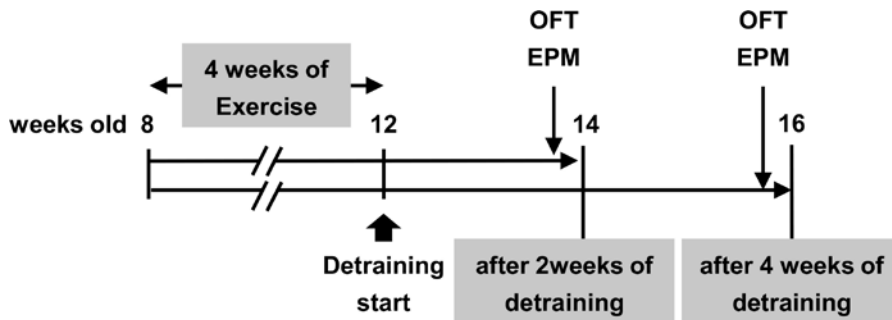 OFT
EPM
OFT
EPM
4 weeks of
Exercise
weeks old 8
12
14
16
Detraining
start
after 2weeks of
detraining
after 4 weeks of
detraining